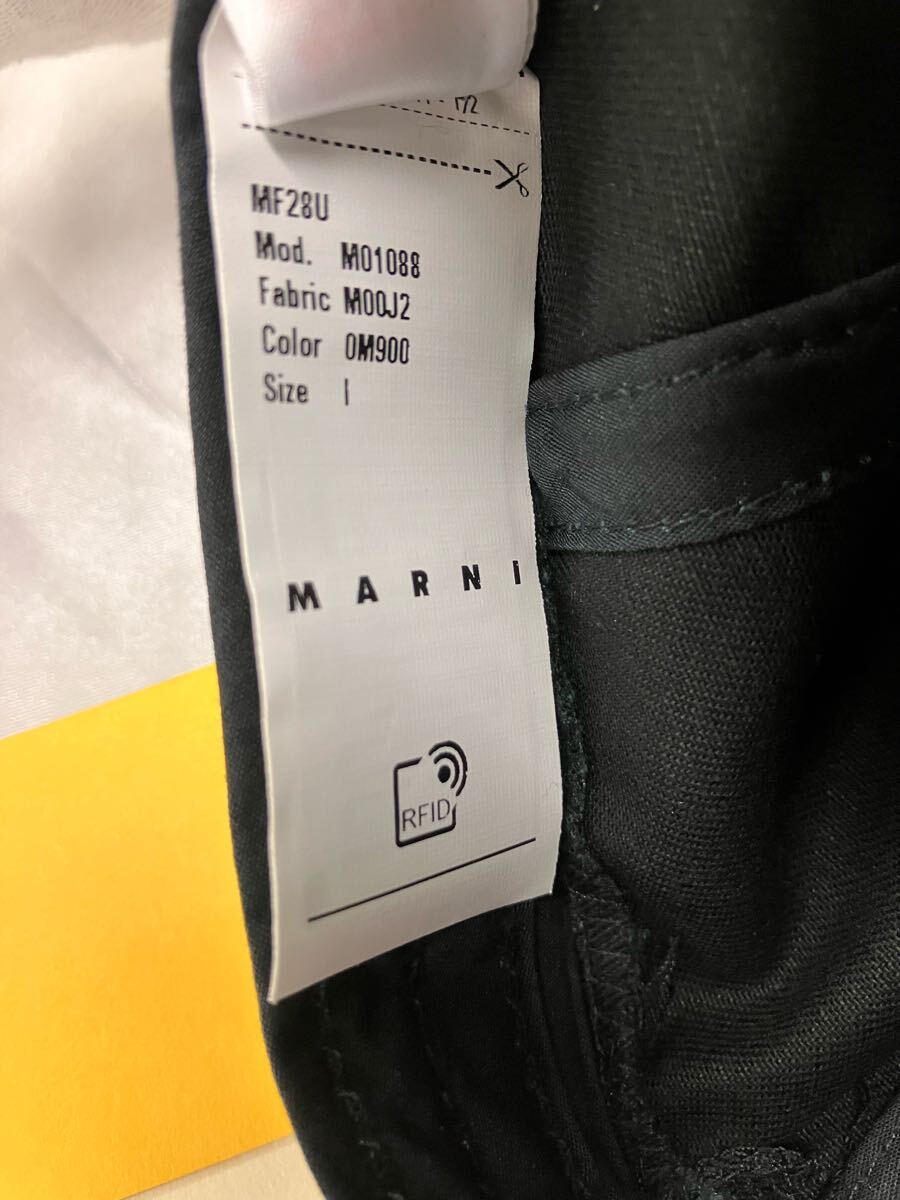 MF28U
Mod. M01088
Fabric M00J2
Color 0M900
Size I
MARNI
RFID